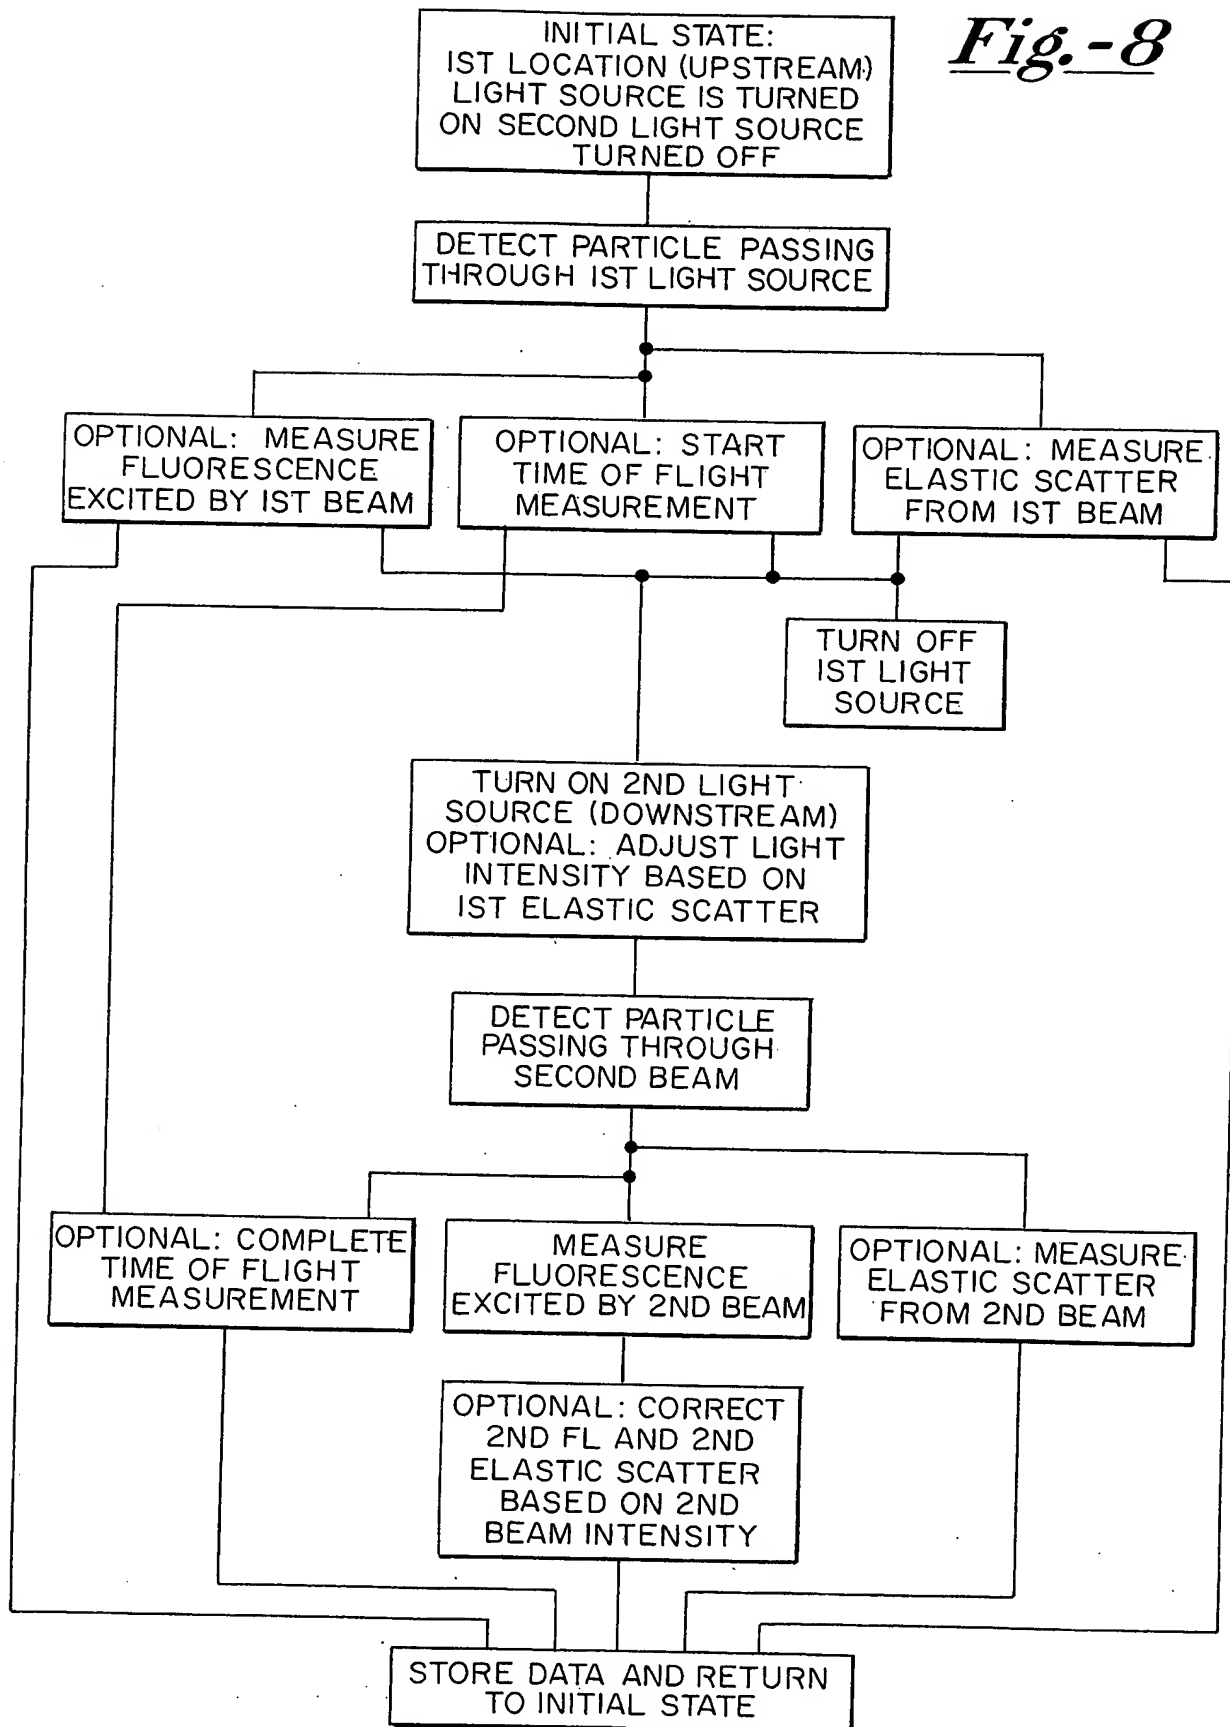 Fig.-8
INITIAL STATE:
IST LOCATION (UPSTREAM)
LIGHT SOURCE IS TURNED
ON SECOND LIGHT SOURCE
TURNED OFF
DETECT PARTICLE PASSING
THROUGH IST LIGHT SOURCE
OPTIONAL: MEASURE
FLUORESCENCE
EXCITED BY IST BEAM
OPTIONAL: START
TIME OF FLIGHT
MEASUREMENT
OPTIONAL: MEASURE
ELASTIC SCATTER
FROM IST BEAM
TURN OFF
IST LIGHT
SOURCE
TURN ON 2ND LIGHT
SOURCE (DOWNSTREAM)
OPTIONAL: ADJUST LIGHT
INTENSITY BASED ON
IST ELASTIC SCATTER
DETECT PARTICLE
PASSING THROUGH
SECOND BEAM
OPTIONAL: COMPLETE
TIME OF FLIGHT
MEASUREMENT
MEASURE
FLUORESCENCE
EXCITED BY 2ND BEAM
OPTIONAL: MEASURE
ELASTIC SCATTER
FROM 2ND BEAM
OPTIONAL: CORRECT
2ND FL AND 2ND
ELASTIC SCATTER
BASED ON 2ND
BEAM INTENSITY
STORE DATA AND RETURN
TO INITIAL STATE